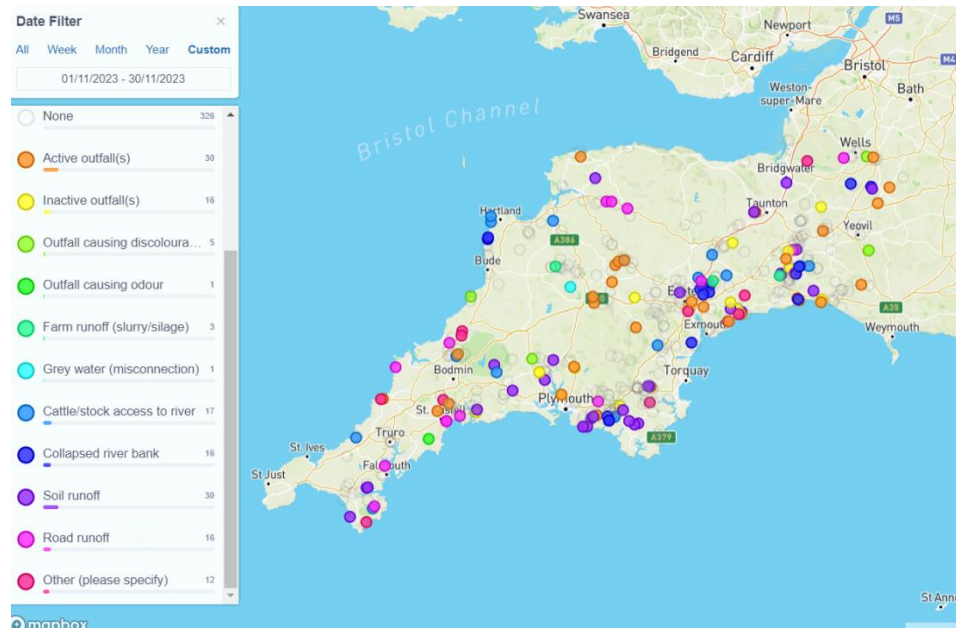 Date Filter ×
All Week Month Year Custom
01/11/2023 - 30/11/2023
None 326
Active outfall(s) 30
Inactive outfall(s) 16
Outfall causing discoloura... 5
Outfall causing odour 1
Farm runoff (slurry/silage) 3
Grey water (misconnection) 1
Cattle/stock access to river 17
Collapsed river bank 16
Soil runoff 30
Road runoff 16
Other (please specify) 12
mapbox
Swansea
Newport
M5
Bridgend
Cardiff
M4
Bristol
Weston-
super-Mare
Bath
Bristol Channel
Wells
Bridgwater
Hartland
Taunton
Yeovil
A386
Bude
A35
Weymouth
Bodmin
Torquay
Plymouth
A379
Truro
St. Ives
St Just
Falmouth